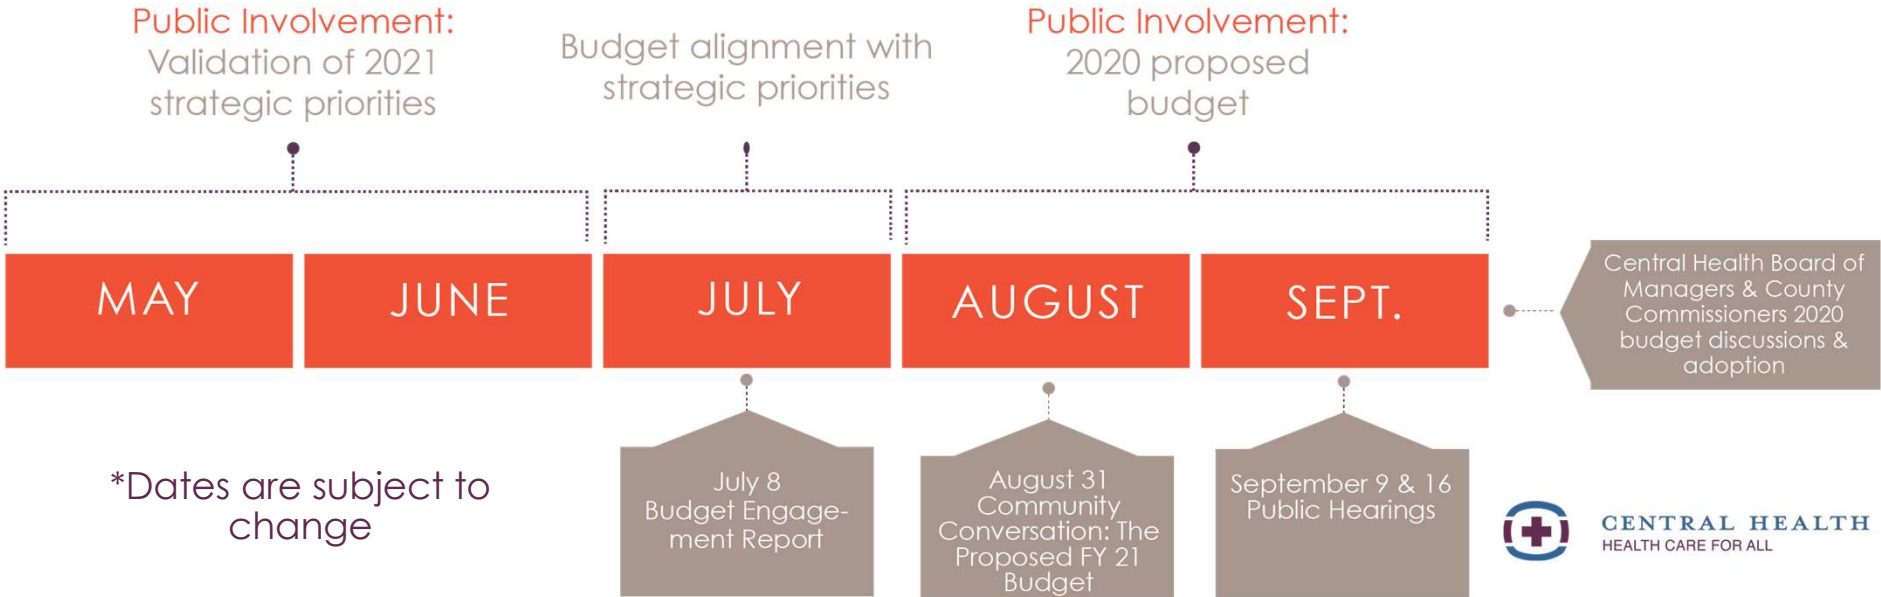 Public Involvement:
Validation of 2021
strategic priorities
Budget alignment with
strategic priorities
Public Involvement:
2020 proposed
budget
MAY
JUNE
JULY
AUGUST
SEPT.
Central Health Board of
Managers & County
Commissioners 2020
budget discussions &
adoption
*Dates are subject to
change
July 8
Budget Engage-
ment Report
August 31
Community
Conversation: The
Proposed FY 21
Budget
September 9 & 16
Public Hearings
CENTRAL HEALTH
HEALTH CARE FOR ALL